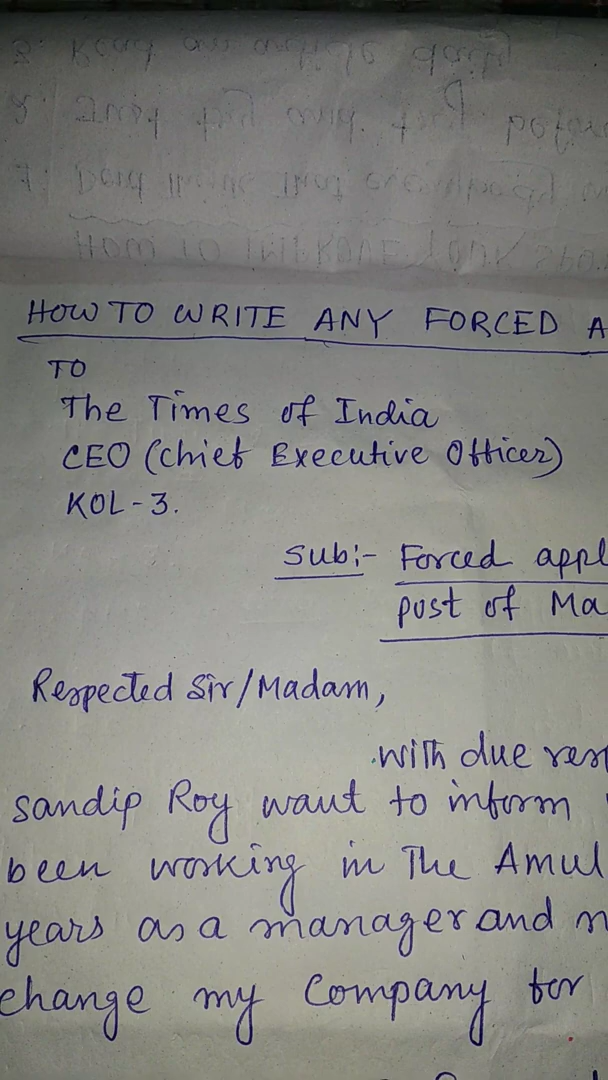 HOW TO WRITE ANY FORCED A
TO
The Times of India
CEO (Chief Executive Officer)
KOL-3.
Sub:- Forced appl
post of Ma
Respected Sir/Madam,
with due res
sandip Roy want to inform
been working in The Amul
years as a manager and n
change my Company for